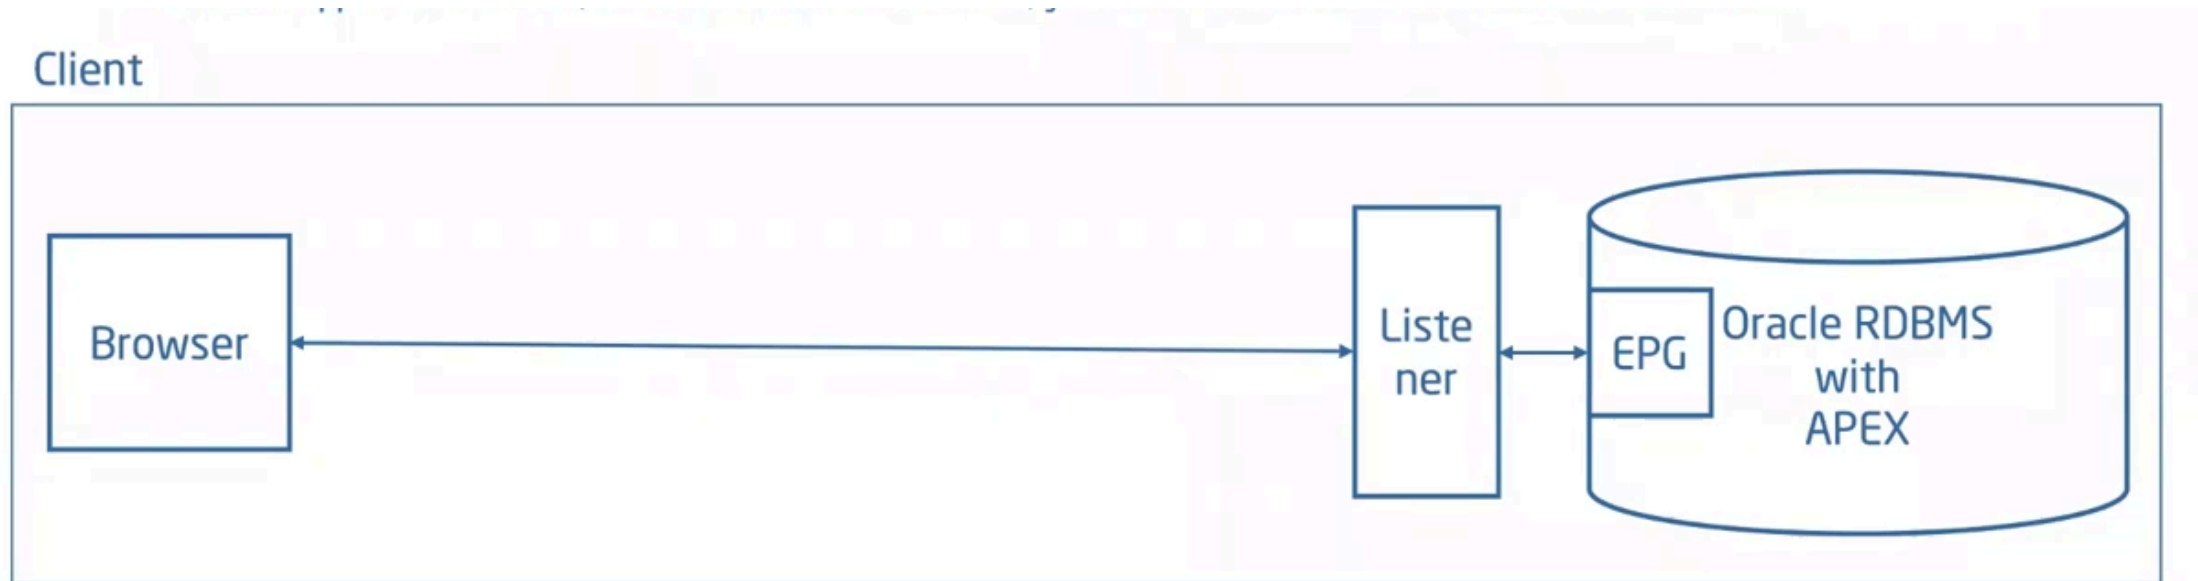 Client
Browser
Liste
ner
EPG
Oracle RDBMS
with
APEX